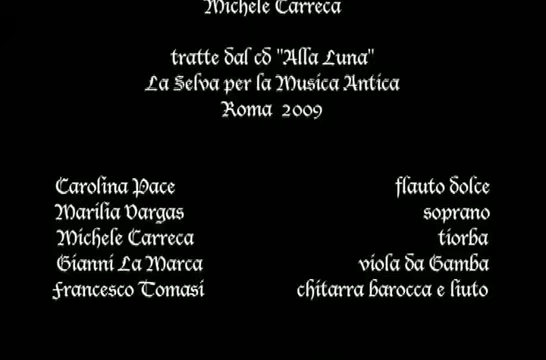 Michele Carreca
tratte dal cd "Alla Luna"
La Selva per la Musica Antica
Roma 2009
Carolina Pace flauto dolce
Marilia Vargas soprano
Michele Carreca tiorba
Gianni La Marca viola da Gamba
Francesco Tomasi chitarra barocca e liuto